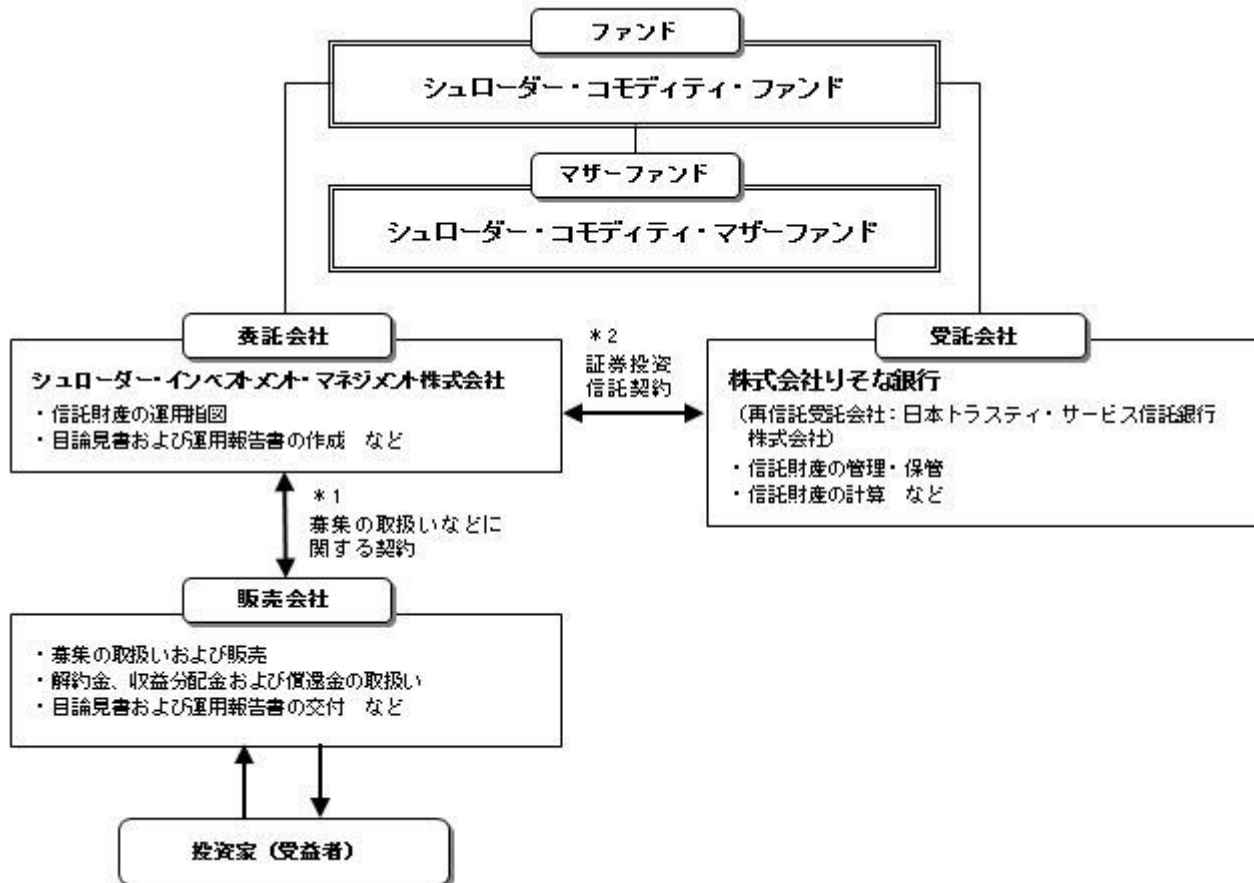 ファンド
シュローダー・コモディティ・ファンド
マザーファンド
シュローダー・コモディティ・マザーファンド
委託会社
シュローダー・インベストメント・マネジメント株式会社
・信託財産の運用指図
・目論見書および運用報告書の作成 など
*2
証券投資
信託契約
受託会社
株式会社りそな銀行
(再信託受託会社:日本トラスティ・サービス信託銀行
株式会社)
・信託財産の管理・保管
・信託財産の計算 など
*1
募集の取扱いなどに
関する契約
販売会社
・募集の取扱いおよび販売
・解約金、収益分配金および償還金の取扱い
・目論見書および運用報告書の交付 など
投資家(受益者)